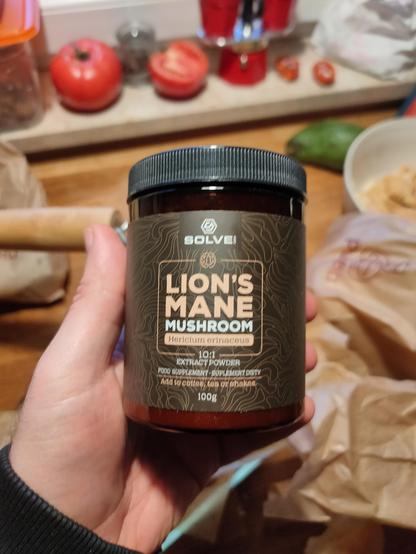 SOLVE
LION'S
MANE
MUSHROOM
Hericium erinaceus
10:1
EXTRACT POWDER
FOOD SUPPLEMENT • SUPLEMENT DIETY
Add to coffee, tea or shakes
100g